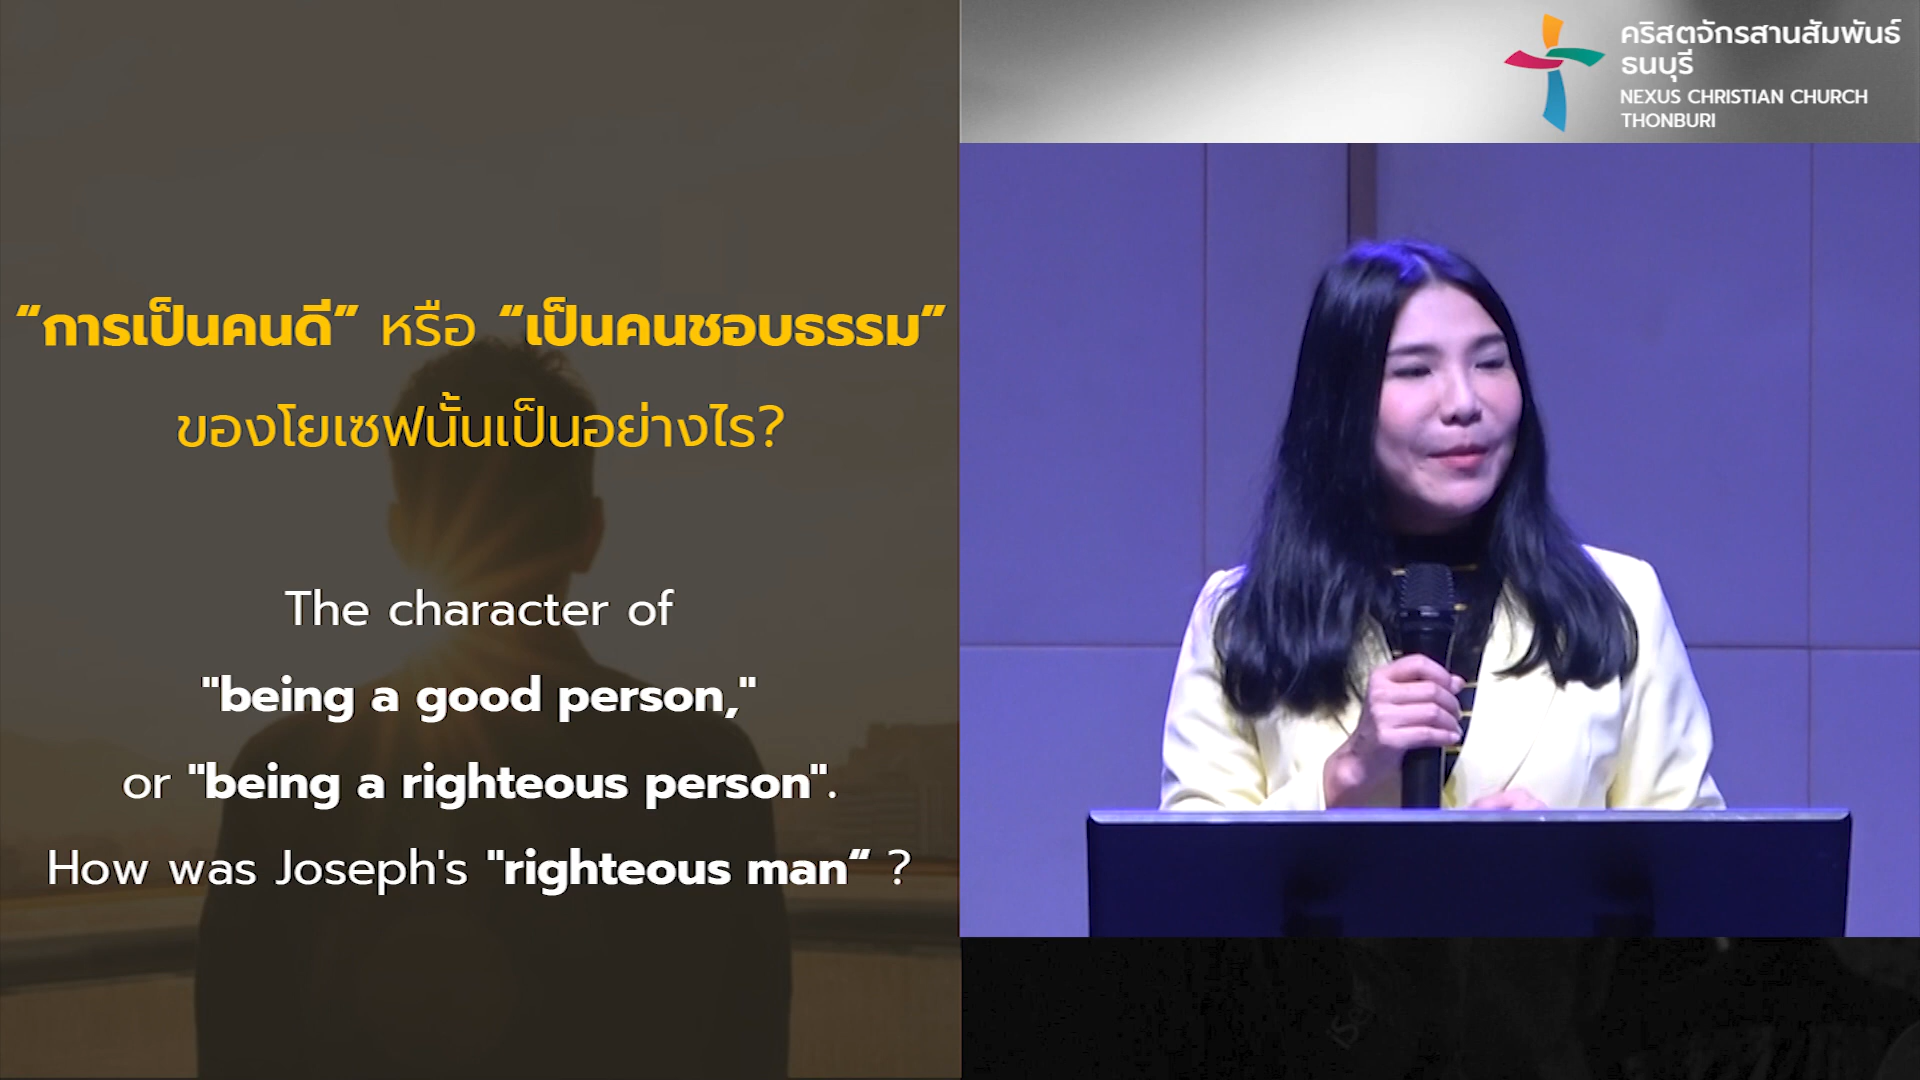 “การเป็นคนดี” หรือ “เป็นคนชอบธรรม”
ของโยเซฟนั้นเป็นอย่างไร?
The character of
"being a good person,"
or "being a righteous person".
How was Joseph's "righteous man“ ?
คริสตจักรสานสัมพันธ์
ธนบุรี
NEXUS CHRISTIAN CHURCH
THONBURI